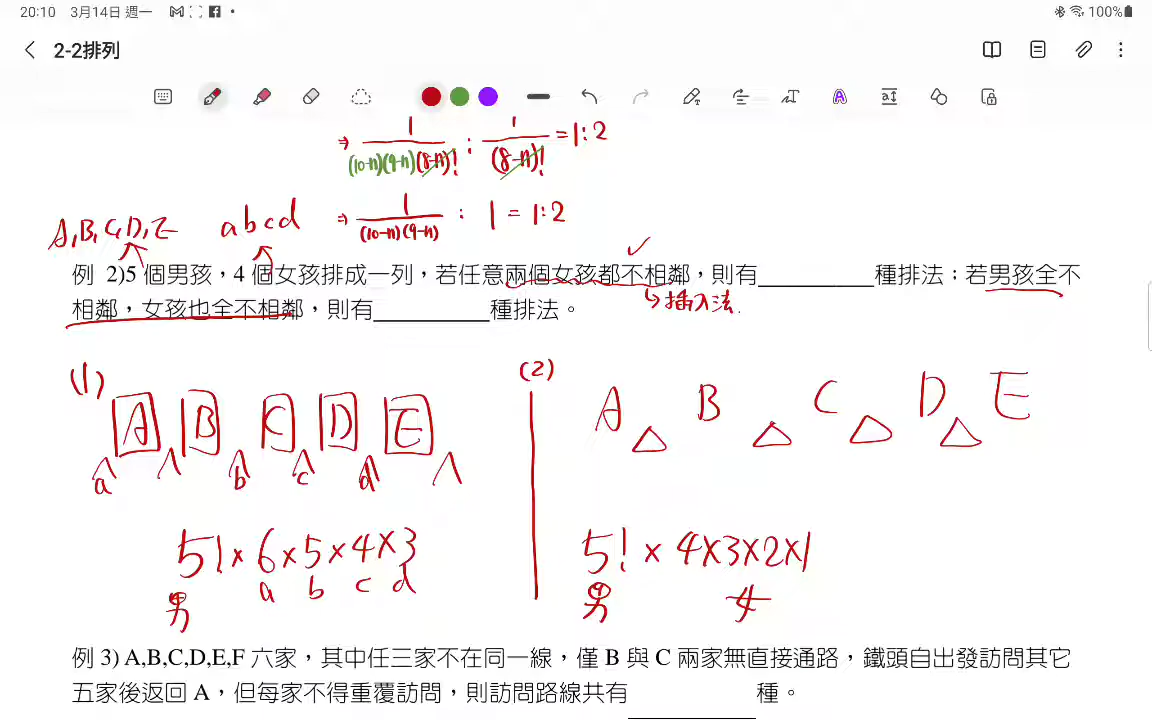 20:10 3月14日 週一 100%
2-2排列
⇒ 1/((10-n)(9-n)(8-n)!) : 1/(8-n)! = 1:2
⇒ 1/((10-n)(9-n)) : 1 = 1:2
A,B,C,D,E abcd
例 2)5 個男孩，4 個女孩排成一列，若任意兩個女孩都不相鄰，則有__________種排法；若男孩全不
相鄰，女孩也全不相鄰，則有__________種排法。
↳插入法
(1)
A B C D E
a b c d
5! × 6 × 5 × 4 × 3
男 a b c d
(2)
A B C D E
5! × 4×3×2×1
男 女
例 3) A,B,C,D,E,F 六家，其中任三家不在同一線，僅 B 與 C 兩家無直接通路，鐵頭自出發訪問其它
五家後返回 A，但每家不得重覆訪問，則訪問路線共有__________種。